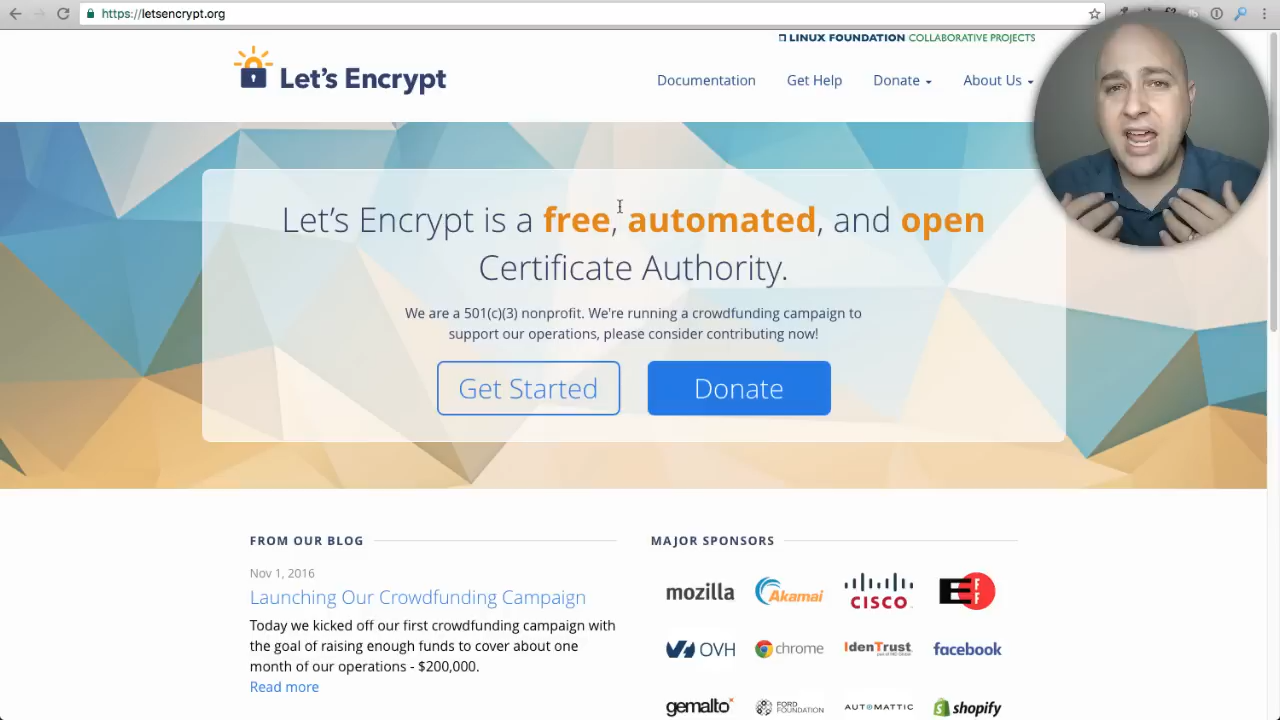 https://letsencrypt.org
LINUX FOUNDATION COLLABORATIVE PROJECTS
Let's Encrypt
Documentation
Get Help
Donate
About Us
Let's Encrypt is a free, automated, and open
Certificate Authority.
We are a 501(c)(3) nonprofit. We're running a crowdfunding campaign to
support our operations, please consider contributing now!
Get Started
Donate
FROM OUR BLOG
Nov 1, 2016
Launching Our Crowdfunding Campaign
Today we kicked off our first crowdfunding campaign with
the goal of raising enough funds to cover about one
month of our operations - $200,000.
Read more
MAJOR SPONSORS
mozilla
Akamai
CISCO
EFF
OVH
chrome
IdenTrust
facebook
gemalto
FORD
FOUNDATION
AUTOMATTIC
shopify